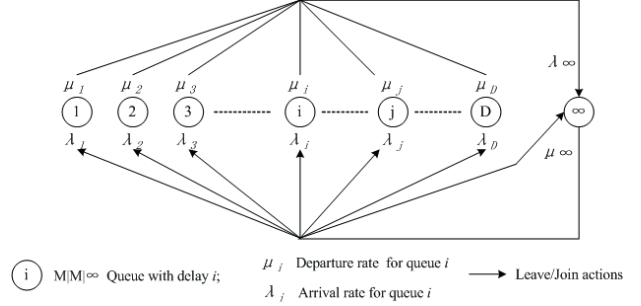 λ∞
μ1 μ2 μ3 μi μj μD
1 2 3 i j D ∞
λ1 λ2 λ3 λi λj λD
μ∞
i M|M|∞ Queue with delay i;
μi Departure rate for queue i
λi Arrival rate for queue i
Leave/Join actions